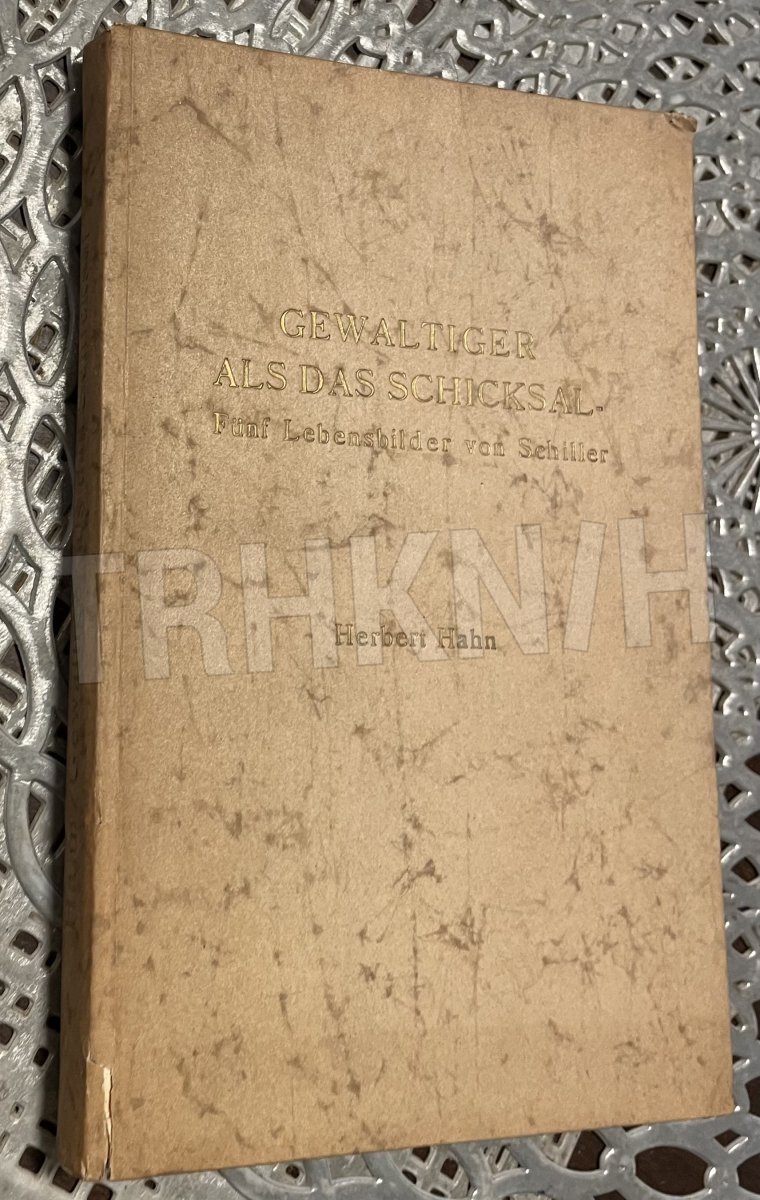 GEWALTIGER
ALS DAS SCHICKSAL-
Fünf Lebensbilder von Schiller
TRHKN/H
Herbert Hahn